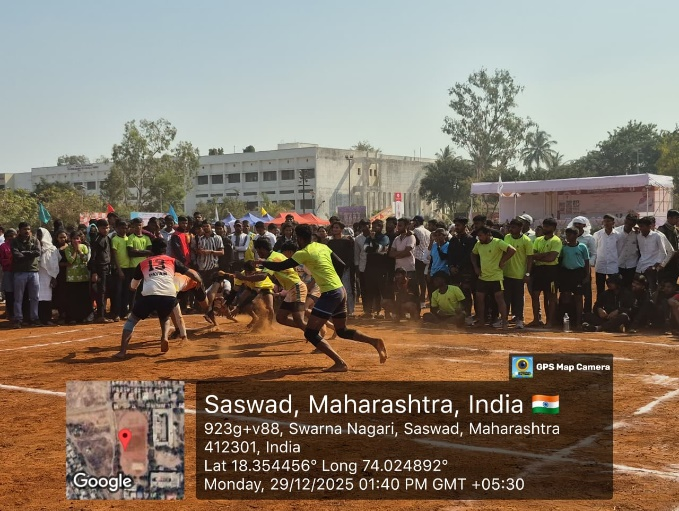 13
GPS Map Camera
Saswad, Maharashtra, India
923g+v88, Swarna Nagari, Saswad, Maharashtra
412301, India
Lat 18.354456° Long 74.024892°
Monday, 29/12/2025 01:40 PM GMT +05:30
Google